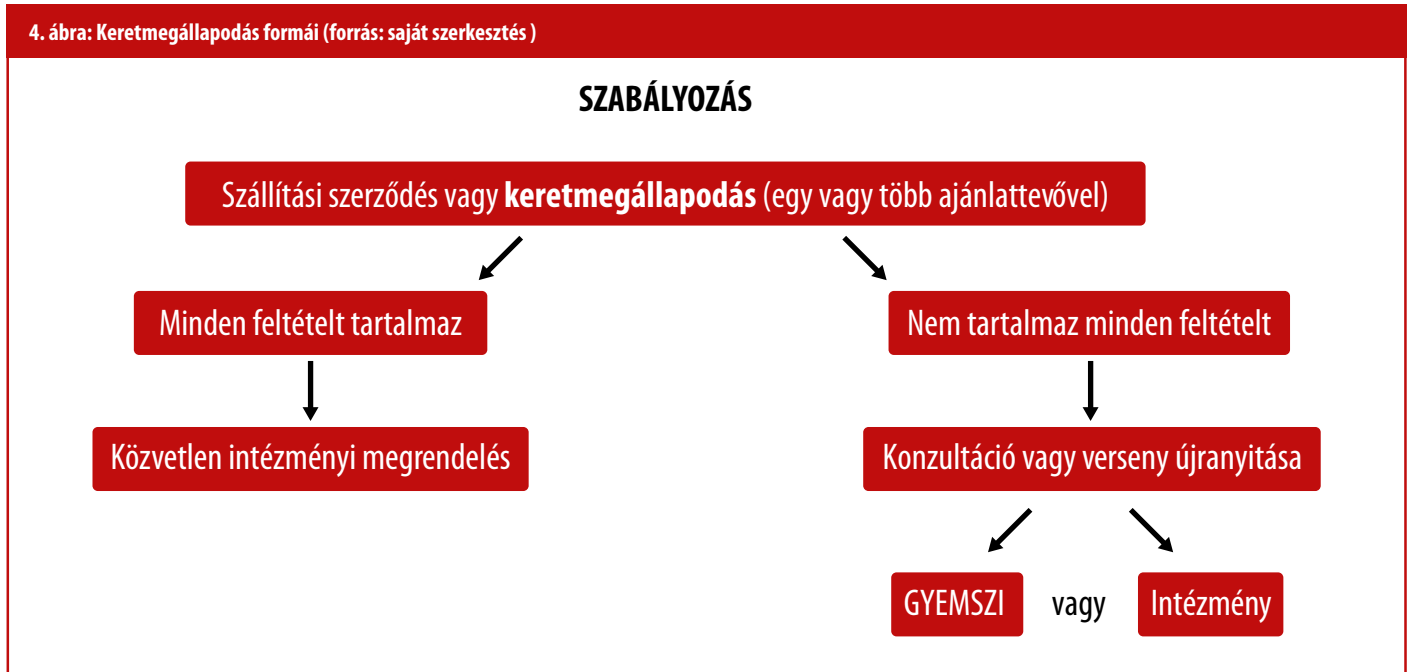 4. ábra: Keretmegállapodás formái (forrás: saját szerkesztés )
SZABÁLYOZÁS
Szállítási szerződés vagy keretmegállapodás (egy vagy több ajánlattevővel)
Minden feltételt tartalmaz
Nem tartalmaz minden feltételt
Közvetlen intézményi megrendelés
Konzultáció vagy verseny újranyitása
GYEMSZI vagy Intézmény